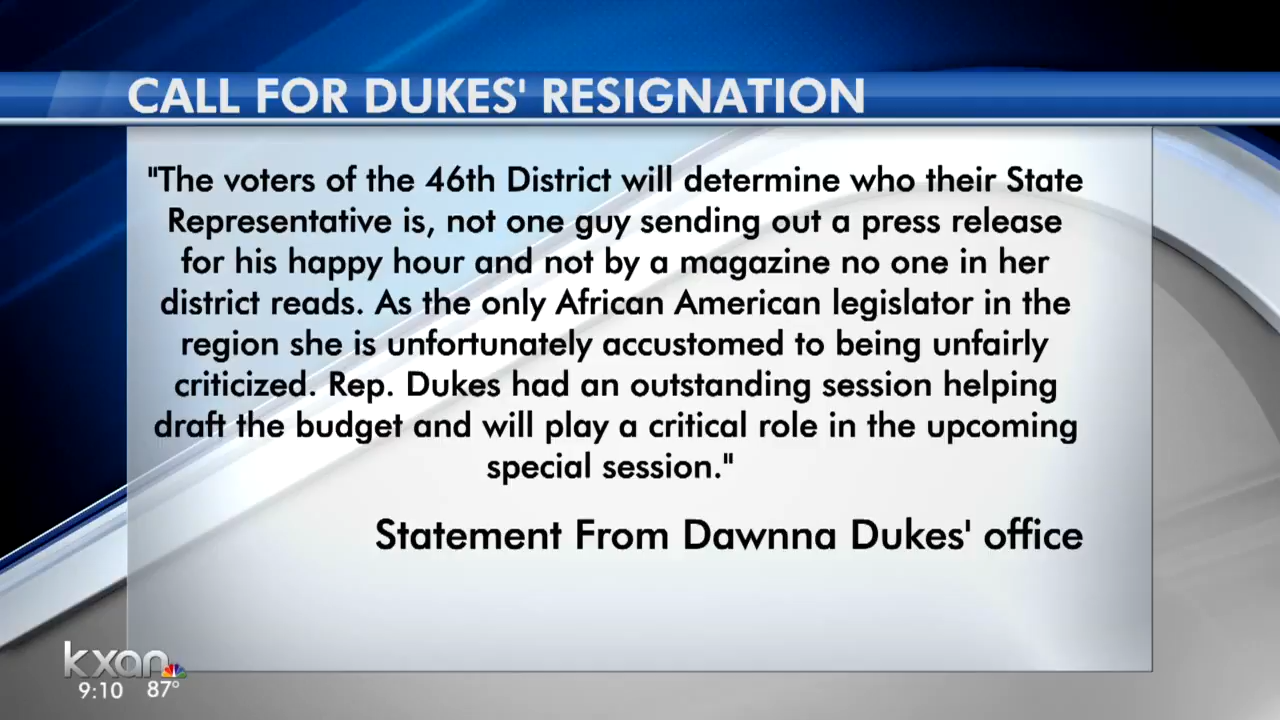 CALL FOR DUKES' RESIGNATION
"The voters of the 46th District will determine who their State
Representative is, not one guy sending out a press release
for his happy hour and not by a magazine no one in her
district reads. As the only African American legislator in the
region she is unfortunately accustomed to being unfairly
criticized. Rep. Dukes had an outstanding session helping
draft the budget and will play a critical role in the upcoming
special session."
Statement From Dawnna Dukes' office
kxan
9:10 87°